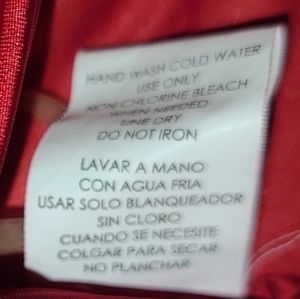 HAND WASH COLD WATER
USE ONLY
NON-CHLORINE BLEACH
WHEN NEEDED
LINE DRY
DO NOT IRON
LAVAR A MANO
CON AGUA FRIA
USAR SOLO BLANQUEADOR
SIN CLORO
CUANDO SE NECESITE
COLGAR PARA SECAR
NO PLANCHAR